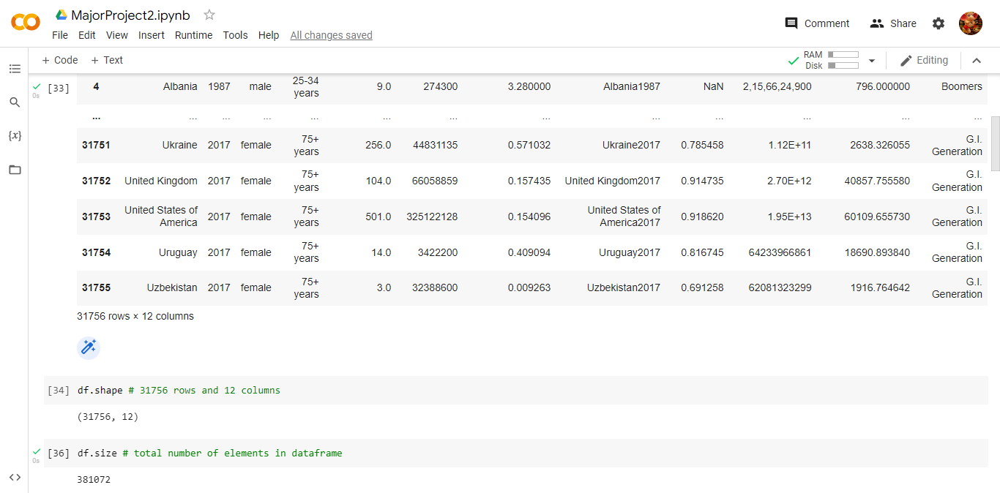 MajorProject2.ipynb
File Edit View Insert Runtime Tools Help All changes saved
Comment Share
+ Code + Text
RAM
Disk
Editing
[33]
0s
4 Albania 1987 male 25-34 years 9.0 274300 3.280000 Albania1987 NaN 2,15,66,24,900 796.000000 Boomers
... ... ... ... ... ... ... ... ... ... ... ... ...
31751 Ukraine 2017 female 75+ years 256.0 44831135 0.571032 Ukraine2017 0.785458 1.12E+11 2638.326055 G.I. Generation
31752 United Kingdom 2017 female 75+ years 104.0 66058859 0.157435 United Kingdom2017 0.914735 2.70E+12 40857.755580 G.I. Generation
31753 United States of America 2017 female 75+ years 501.0 325122128 0.154096 United States of America2017 0.918620 1.95E+13 60109.655730 G.I. Generation
31754 Uruguay 2017 female 75+ years 14.0 3422200 0.409094 Uruguay2017 0.816745 64233966861 18690.893840 G.I. Generation
31755 Uzbekistan 2017 female 75+ years 3.0 32388600 0.009263 Uzbekistan2017 0.691258 62081323299 1916.764642 G.I. Generation
31756 rows × 12 columns
[34] df.shape # 31756 rows and 12 columns
(31756, 12)
[36] df.size # total number of elements in dataframe
0s
381072